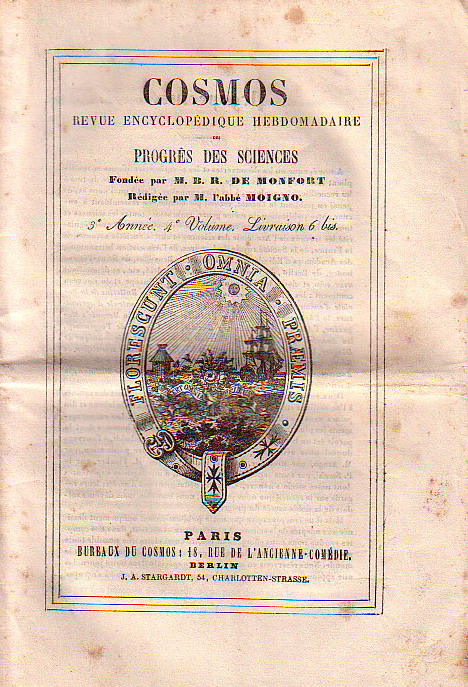 COSMOS
REVUE ENCYCLOPÉDIQUE HEBDOMADAIRE
DES
PROGRÈS DES SCIENCES
Fondée par M. B. R. DE MONFORT
Rédigée par M. l'abbé MOIGNO.
3e Année. 4e Volume. Livraison 6 bis.
FLORESCUNT · OMNIA · PRÆMIIS
PARIS
BUREAUX DU COSMOS : 18, RUE DE L'ANCIENNE-COMÉDIE.
BERLIN
J. A. STARGARDT, 54, CHARLOTTEN-STRASSE.